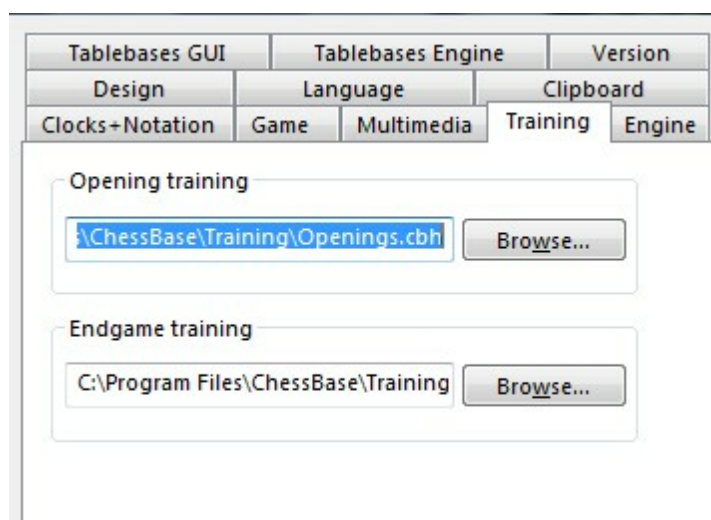 Tablebases GUI Tablebases Engine Version
Design Language Clipboard
Clocks+Notation Game Multimedia Training Engine
Opening training
\ChessBase\Training\Openings.cbh Browse...
Endgame training
C:\Program Files\ChessBase\Training Browse...